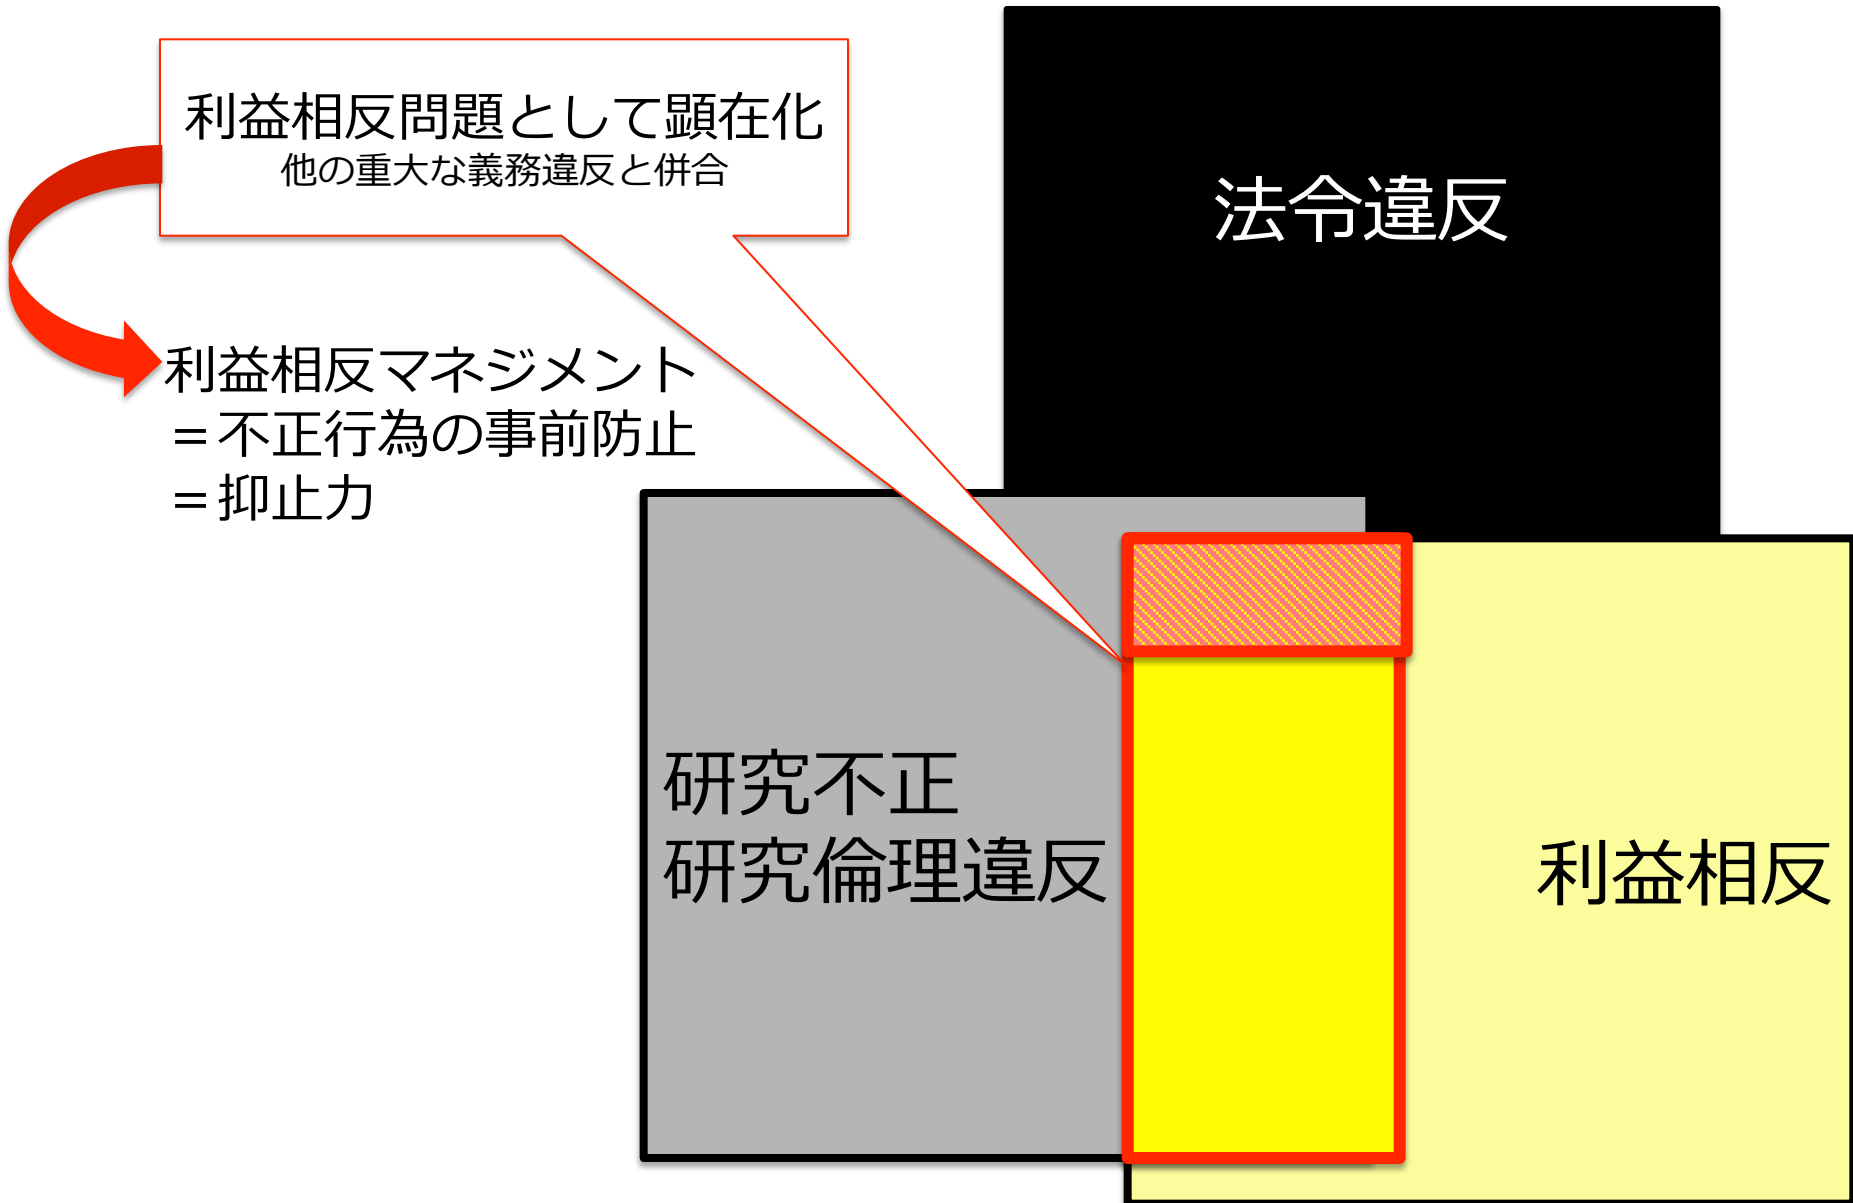 利益相反問題として顕在化
他の重大な義務違反と併合
法令違反
利益相反マネジメント
＝不正行為の事前防止
＝抑止力
研究不正
研究倫理違反
利益相反